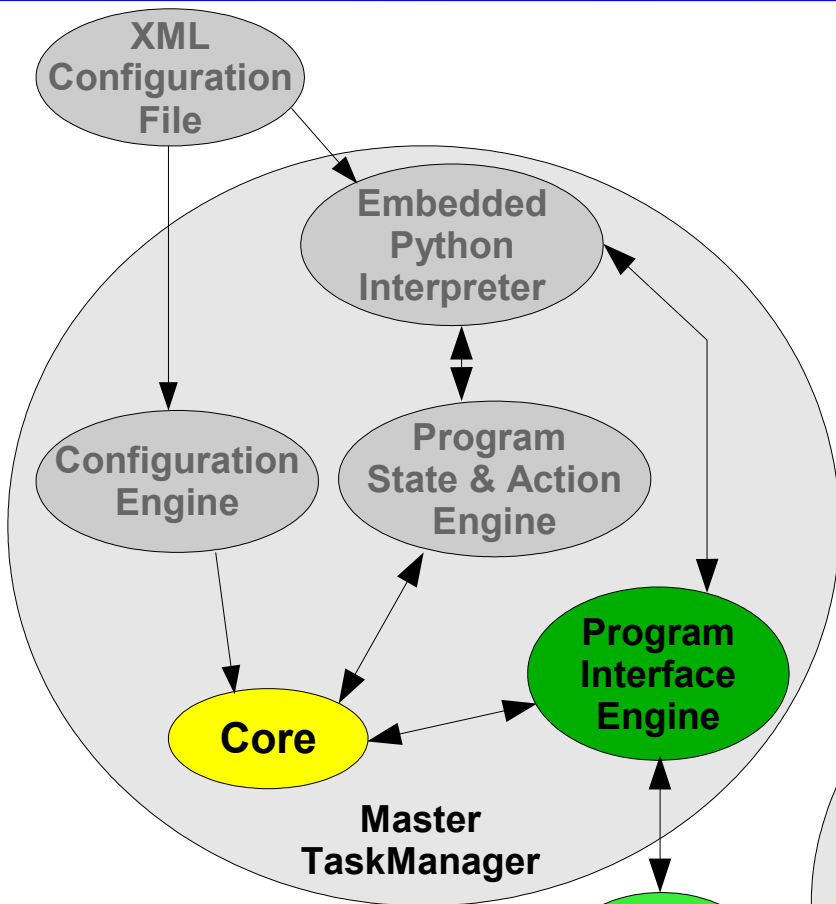 XML
Configuration
File
Embedded
Python
Interpreter
Configuration
Engine
Program
State & Action
Engine
Program
Interface
Engine
Core
Master
TaskManager